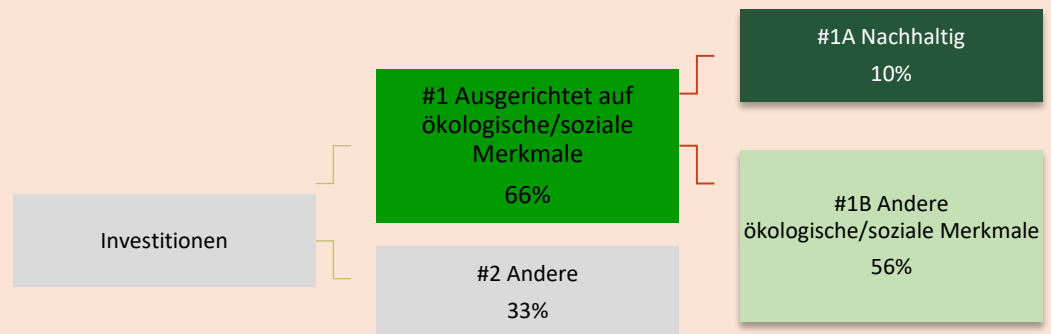 Investitionen
#1 Ausgerichtet auf
ökologische/soziale
Merkmale
66%
#2 Andere
33%
#1A Nachhaltig
10%
#1B Andere
ökologische/soziale Merkmale
56%